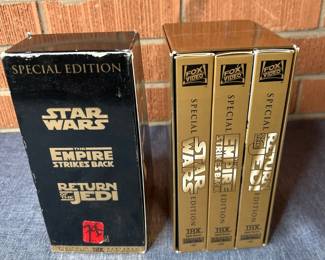 SPECIAL EDITION
STAR
WARS
THE
EMPIRE
STRIKES BACK
RETURN
OF THE
JEDI
THX
FOX
VIDEO
SPECIAL EDITION
STAR
WARS
THX
FOX
VIDEO
SPECIAL EDITION
THE
EMPIRE
STRIKES BACK
THX
FOX
VIDEO
SPECIAL EDITION
RETURN
OF THE
JEDI
THX